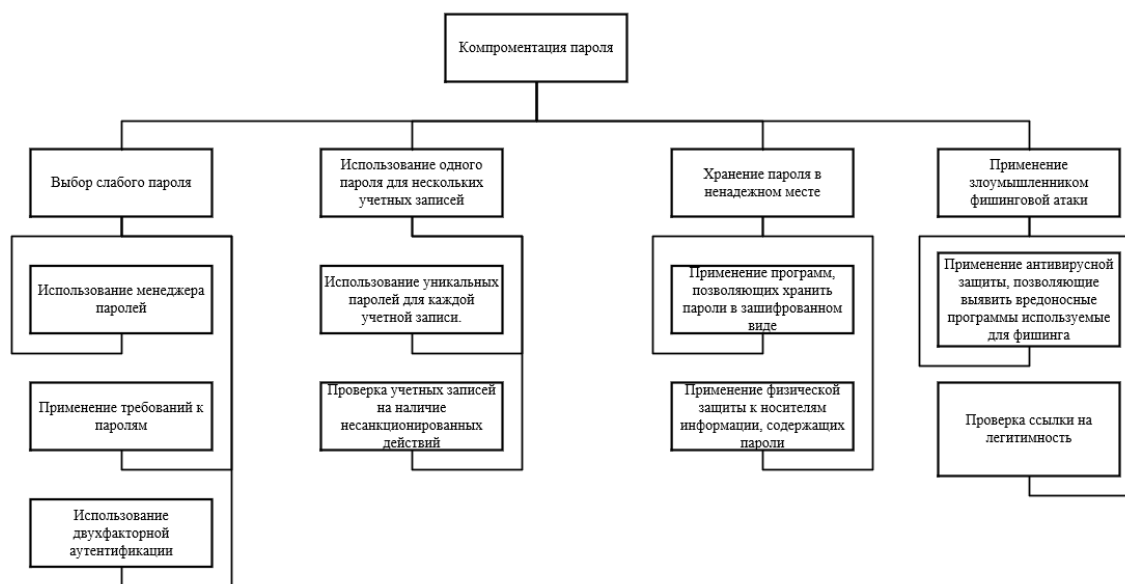 Компроментация пароля
Выбор слабого пароля
Использование одного
пароля для нескольких
учетных записей
Хранение пароля в
ненадежном месте
Применение
злоумышленником
фишинговой атаки
Использование менеджера
паролей
Использование уникальных
паролей для каждой
учетной записи.
Применение программ,
позволяющих хранить
пароли в зашифрованном
виде
Применение антивирусной
защиты, позволяющие
выявить вредоносные
программы используемые
для фишинга
Применение требований к
паролям
Проверка учетных записей
на наличие
несанкционированных
действий
Применение физической
защиты к носителям
информации, содержащих
пароли
Проверка ссылки на
легитимность
Использование
двухфакторной
аутентификации